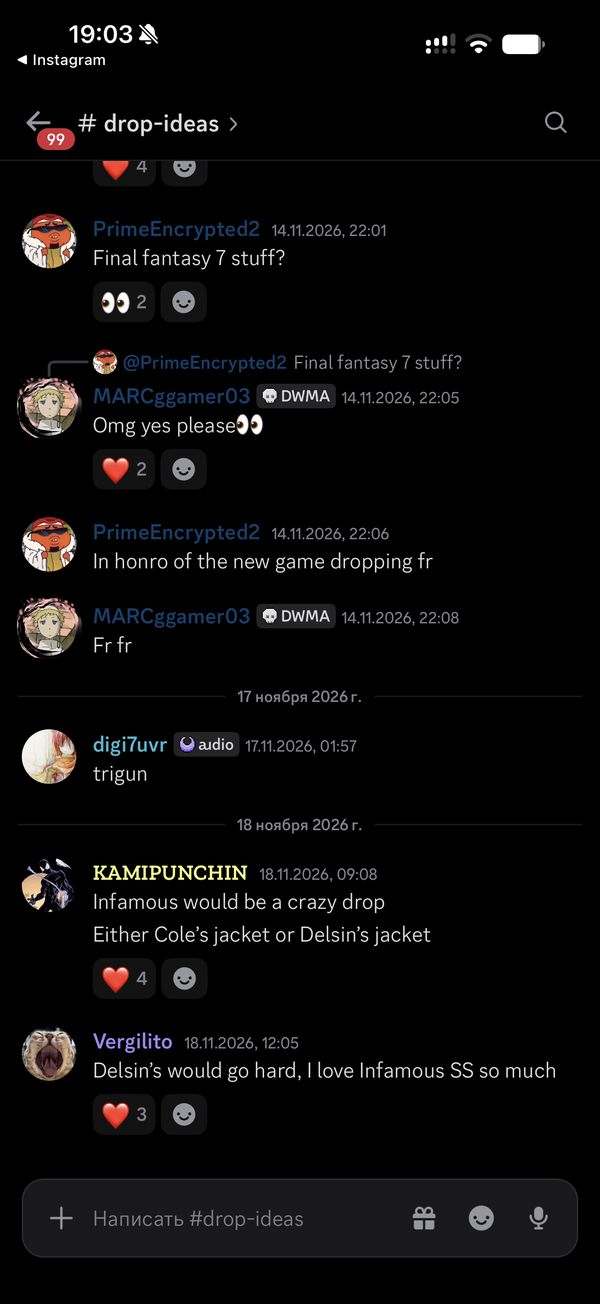 19:03
◀ Instagram
99
# drop-ideas
4
PrimeEncrypted2 14.11.2026, 22:01
Final fantasy 7 stuff?
👀 2
@PrimeEncrypted2 Final fantasy 7 stuff?
MARCggamer03 DWMA 14.11.2026, 22:05
Omg yes please👀
❤️ 2
PrimeEncrypted2 14.11.2026, 22:06
In honro of the new game dropping fr
MARCggamer03 DWMA 14.11.2026, 22:08
Fr fr
17 ноября 2026 г.
digi7uvr audio 17.11.2026, 01:57
trigun
18 ноября 2026 г.
KAMIPUNCHIN 18.11.2026, 09:08
Infamous would be a crazy drop
Either Cole’s jacket or Delsin’s jacket
❤️ 4
Vergilito 18.11.2026, 12:05
Delsin’s would go hard, I love Infamous SS so much
❤️ 3
Написать #drop-ideas